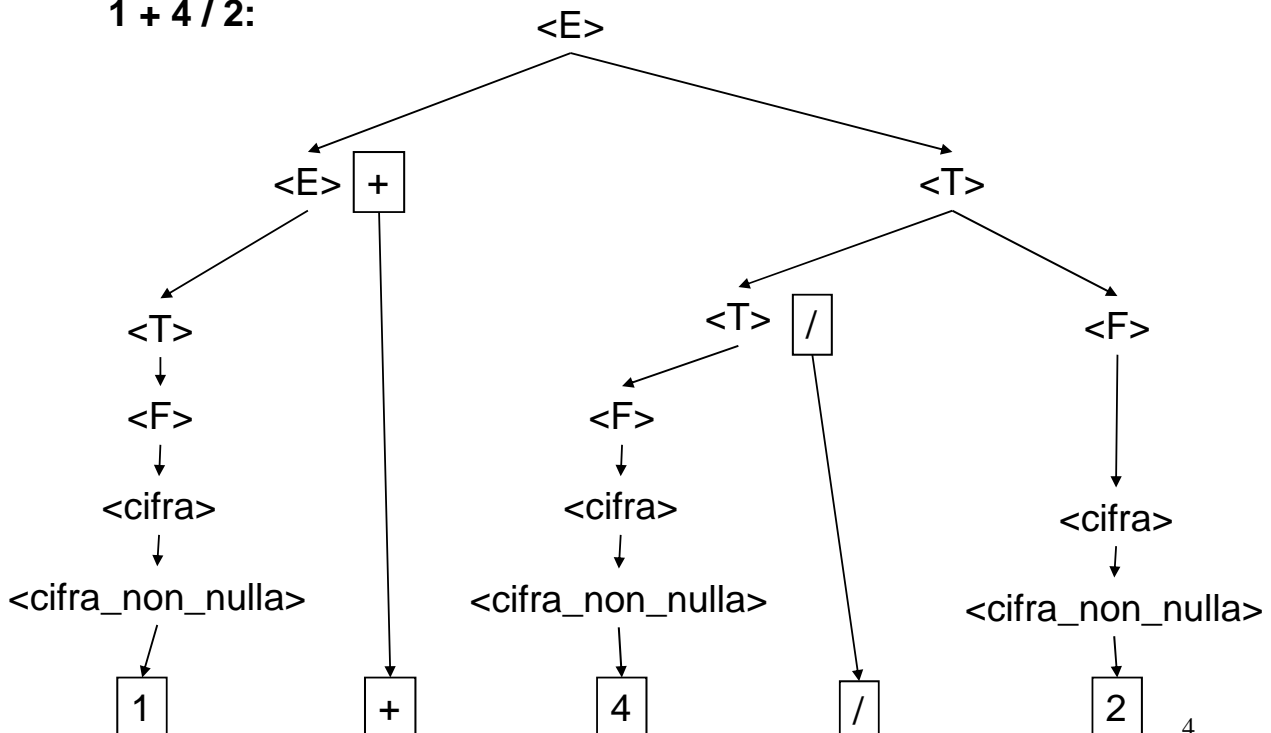 1 + 4 / 2:
<E>
<E> + <T>
<T> / <F>
<T>
<F> <F>
<cifra> <cifra> <cifra>
<cifra_non_nulla> <cifra_non_nulla> <cifra_non_nulla>
1 + 4 / 2
4